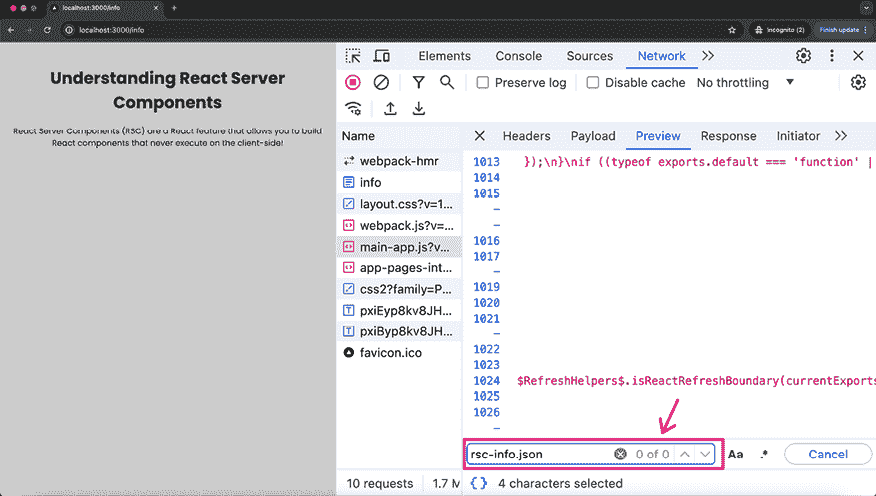 localhost:3000/info
localhost:3000/info
Incognito (2)
Finish update
Understanding React Server
Components
React Server Components (RSC) are a React feature that allows you to build
React components that never execute on the client-side!
Elements Console Sources Network
Preserve log Disable cache No throttling
Name
webpack-hmr
info
layout.css?v=1...
webpack.js?v=...
main-app.js?v...
app-pages-int...
css2?family=P...
pxiEyp8kv8JH...
pxiByp8kv8JH...
favicon.ico
10 requests 1.7 M
Headers Payload Preview Response Initiator
1013 });\n}\nif ((typeof exports.default === 'function' |
1014
1015
–
–
1016
1017
–
1019
1020
1021
–
1022
1023
1024 $RefreshHelpers$.isReactRefreshBoundary(currentExports
1025
1026
–
rsc-info.json 0 of 0 Aa .* Cancel
{} 4 characters selected